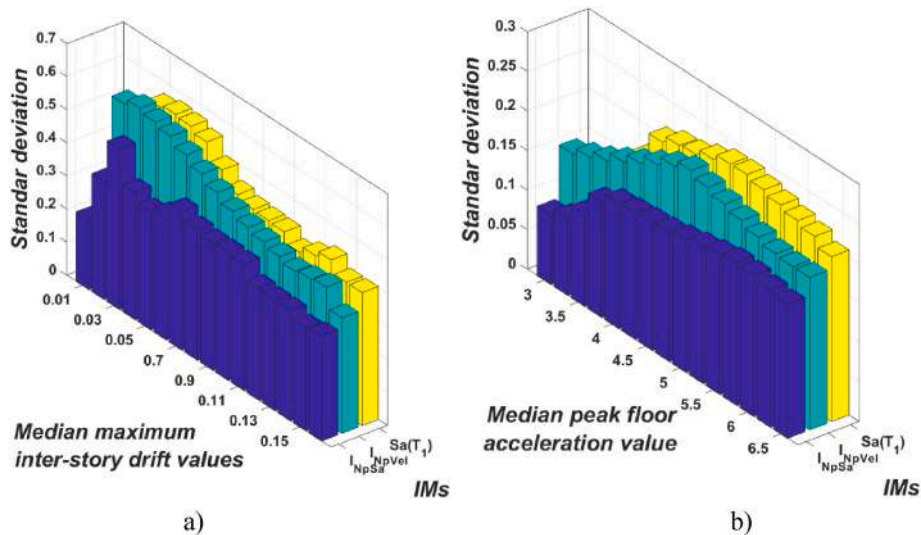 0.7
0.6
0.5
0.4
0.3
0.2
0.1
0
Standar deviation
0.01
0.03
0.05
0.7
0.9
0.11
0.13
0.15
Median maximum
inter-story drift values
Sa(T1)
INpVel
INpSa
IMs
a)
0.3
0.25
0.2
0.15
0.1
0.05
0
Standar deviation
3
3.5
4
4.5
5
5.5
6
6.5
Median peak floor
acceleration value
Sa(T1)
INpVel
INpSa
IMs
b)